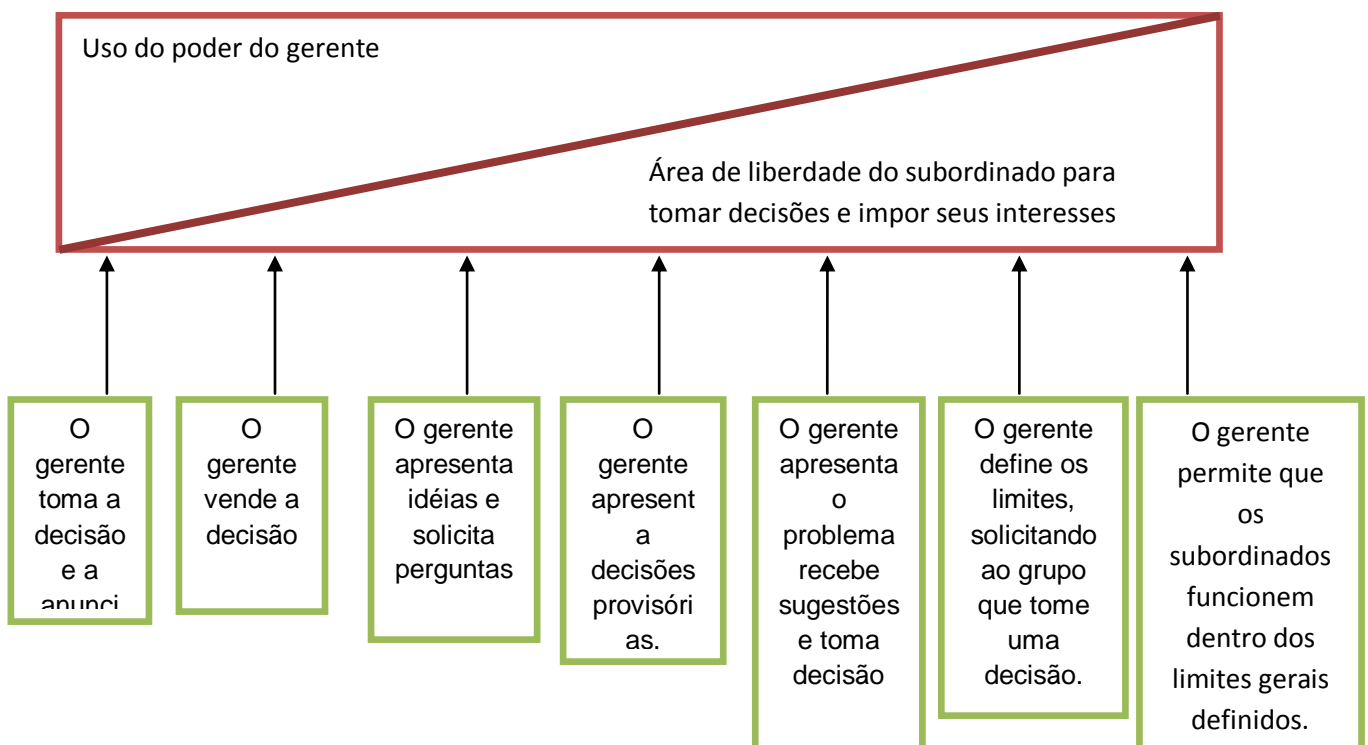 Uso do poder do gerente
Área de liberdade do subordinado para
tomar decisões e impor seus interesses
O
gerente
toma a
decisão
e a
anunci
O
gerente
vende a
decisão
O gerente
apresenta
idéias e
solicita
perguntas
O
gerente
apresent
a
decisões
provisóri
as.
O gerente
apresenta
o
problema
recebe
sugestões
e toma
decisão
O gerente
define os
limites,
solicitando
ao grupo
que tome
uma
decisão.
O gerente
permite que
os
subordinados
funcionem
dentro dos
limites gerais
definidos.